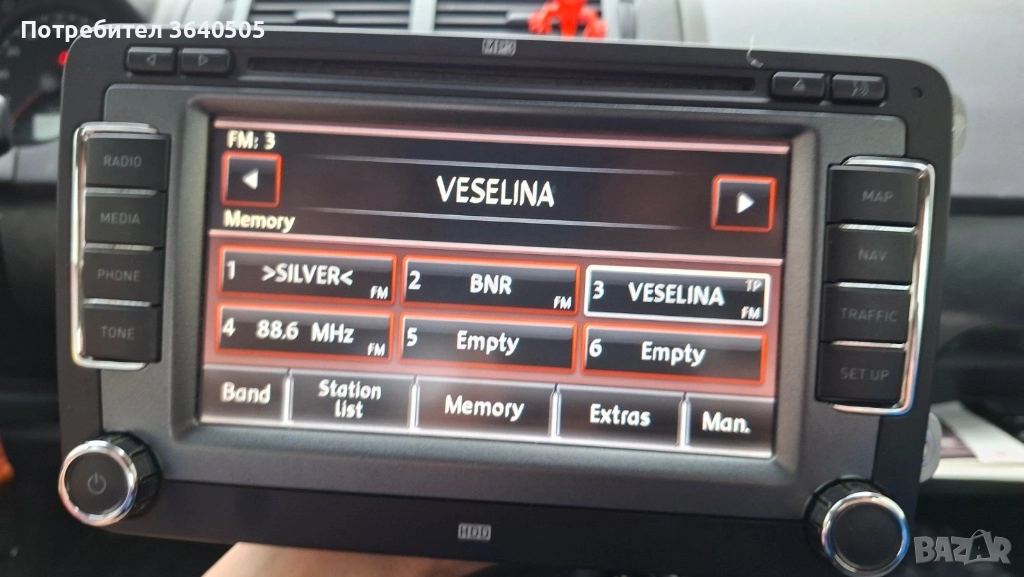 Потребител 3640505
MP3
RADIO
MEDIA
PHONE
TONE
FM: 3
VESELINA
Memory
1 >SILVER< FM
2 BNR FM
3 VESELINA TP FM
4 88.6 MHz FM
5 Empty
6 Empty
Band
Station list
Memory
Extras
Man.
MAP
NAV
TRAFFIC
SET UP
HDD
BAZAR